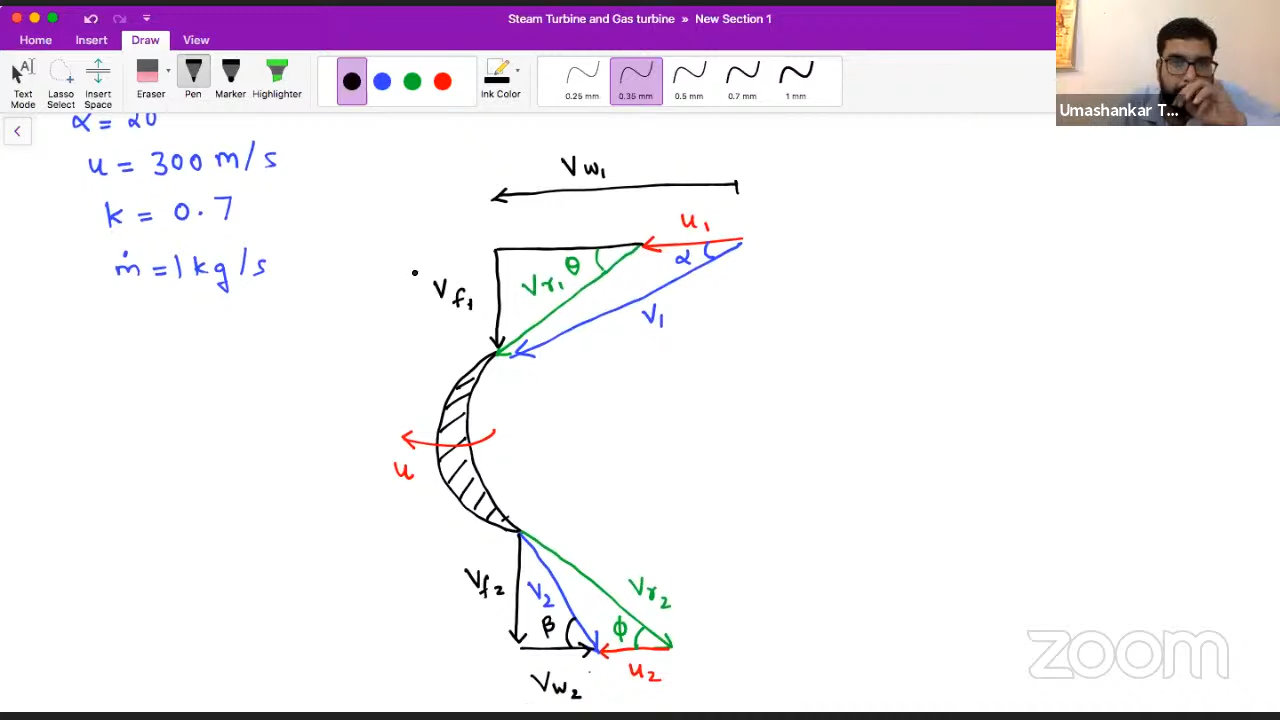 Steam Turbine and Gas turbine » New Section 1
Home Insert Draw View
Text Mode
Lasso Select
Insert Space
Eraser
Pen
Marker
Highlighter
Ink Color
0.25 mm
0.35 mm
0.5 mm
0.7 mm
1 mm
Umashankar T...
α = 20
u = 300 m/s
k = 0.7
ṁ = 1 kg/s
Vw₁
u₁
θ
α
Vr₁
Vf₁
V₁
u
Vf₂
V₂
Vr₂
β
φ
u₂
Vw₂
zoom